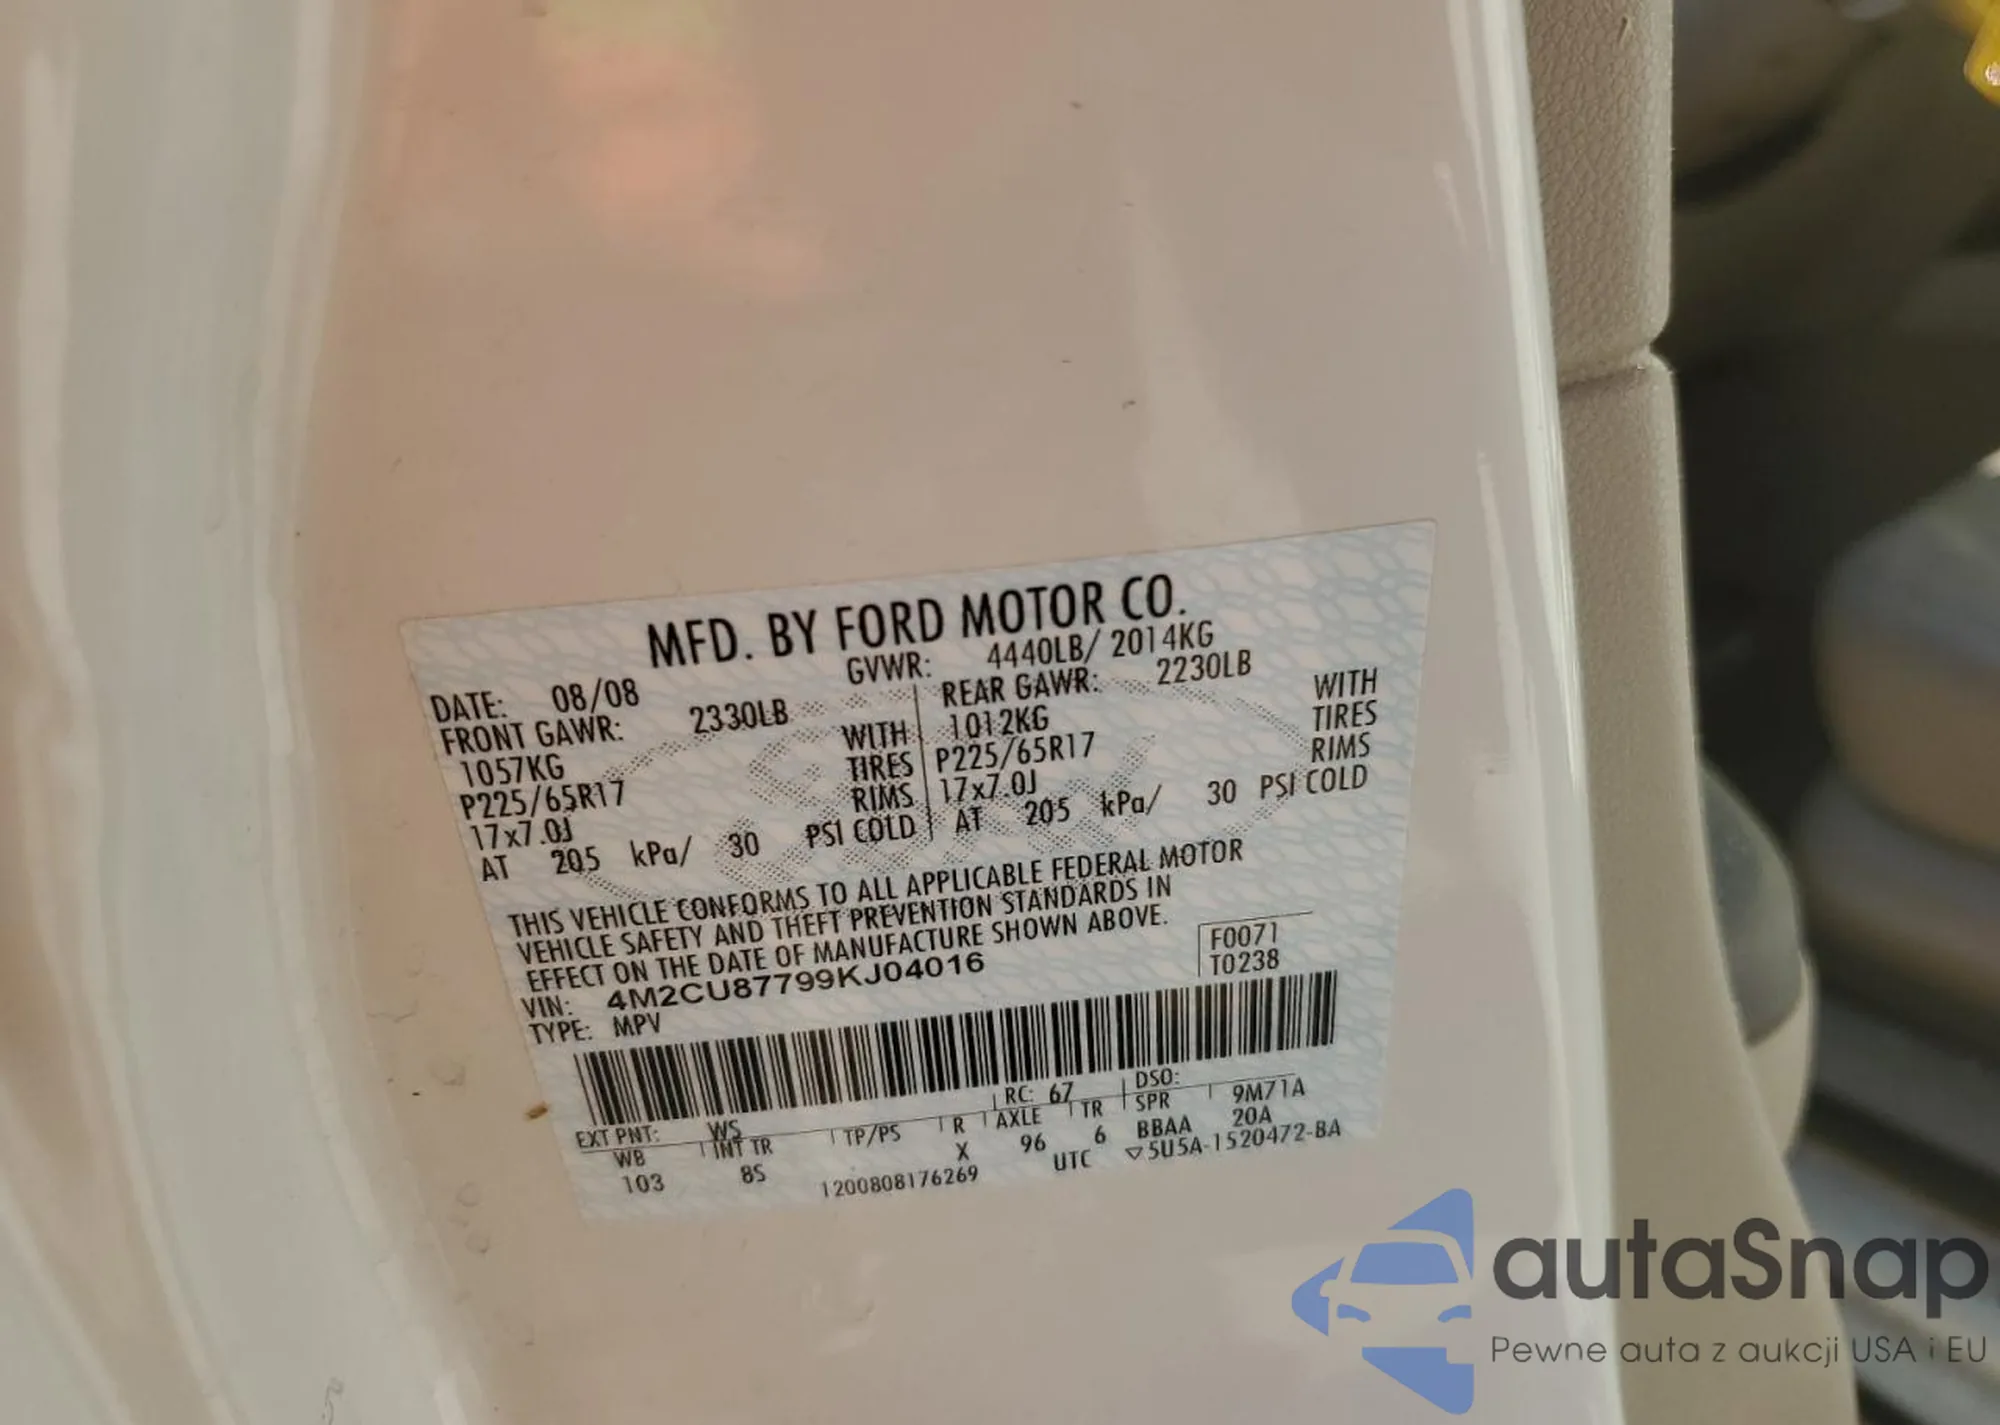 MFD. BY FORD MOTOR CO.
DATE: 08/08 GVWR: 4440LB/ 2014KG
FRONT GAWR: 2330LB REAR GAWR: 2230LB
1057KG WITH 1012KG WITH
P225/65R17 TIRES P225/65R17 TIRES
17x7.0J RIMS 17x7.0J RIMS
AT 205 kPa/ 30 PSI COLD AT 205 kPa/ 30 PSI COLD
THIS VEHICLE CONFORMS TO ALL APPLICABLE FEDERAL MOTOR
VEHICLE SAFETY AND THEFT PREVENTION STANDARDS IN
EFFECT ON THE DATE OF MANUFACTURE SHOWN ABOVE.
VIN: 4M2CU87799KJ04016 F0071
TYPE: MPV T0238
EXT PNT: WS RC: 67 DSO:
WB INT TR TP/PS R AXLE TR SPR 9M71A
103 8S X 96 6 BBAA 20A
1200808176269 UTC ▽5U5A-1520472-BA
autaSnap
Pewne auta z aukcji USA i EU